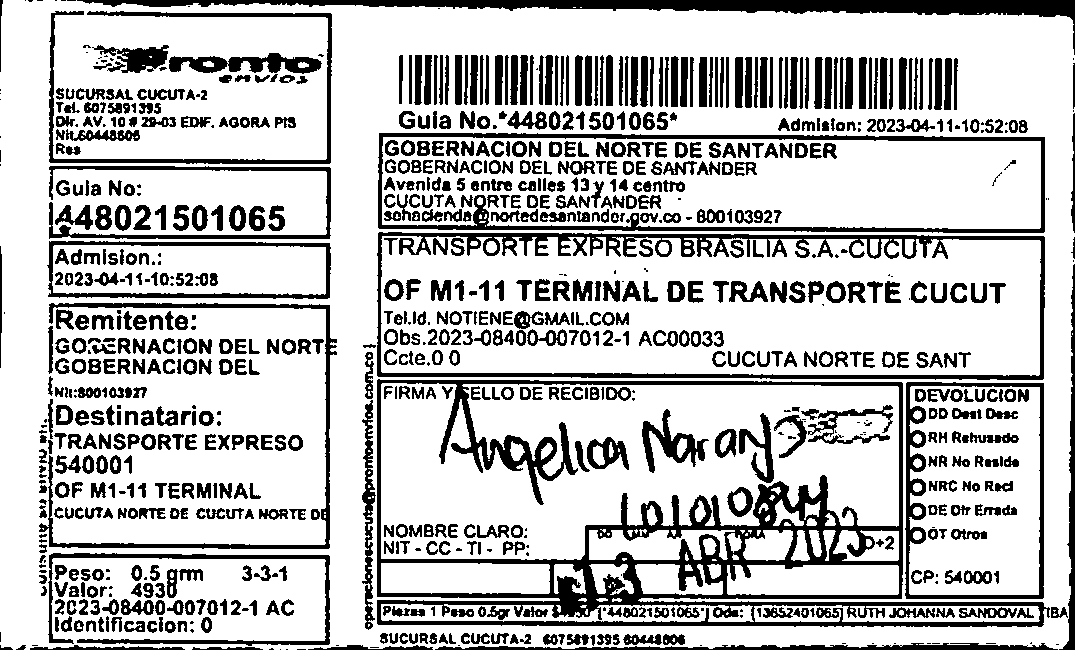 Pronto
envios
SUCURSAL CUCUTA-2
Tel. 6075891395
Dir. AV. 10 # 29-03 EDIF. AGORA PIS
Nit.60448606
Res
Guia No:
448021501065
Admision.:
2023-04-11-10:52:08
Remitente:
GOBERNACION DEL NORTE
GOBERNACION DEL
Nit:800103927
Destinatario:
TRANSPORTE EXPRESO
540001
OF M1-11 TERMINAL
CUCUTA NORTE DE CUCUTA NORTE DE
Peso: 0.5 grm 3-3-1
Valor: 4930
2023-08400-007012-1 AC
Identificacion: 0
Guia No.*448021501065*
Admision: 2023-04-11-10:52:08
GOBERNACION DEL NORTE DE SANTANDER
GOBERNACION DEL NORTE DE SANTANDER
Avenida 5 entre calles 13 y 14 centro
CUCUTA NORTE DE SANTANDER
sohacienda@nortedesantander.gov.co - 800103927
TRANSPORTE EXPRESO BRASILIA S.A.-CUCUTA
OF M1-11 TERMINAL DE TRANSPORTE CUCUT
Tel.Id. NOTIENE@GMAIL.COM
Obs.2023-08400-007012-1 AC00033
Ccte.0 0 CUCUTA NORTE DE SANT
operacionescucuta@prontoenvios.com.co
FIRMA Y SELLO DE RECIBIDO:
Angelica Naranjo
NOMBRE CLARO:
NIT - CC - TI - PP:
D+2
13 ABR 2023
DEVOLUCION
DD Dest Desc
RH Rehusado
NR No Reside
NRC No Recl
DE Dir Errada
OT Otros
CP: 540001
Piezas 1 Peso 0.5gr Valor [*448021501065*] Ods: [13652401065] RUTH JOHANNA SANDOVAL TIBA
SUCURSAL CUCUTA-2 6075891395 60448606